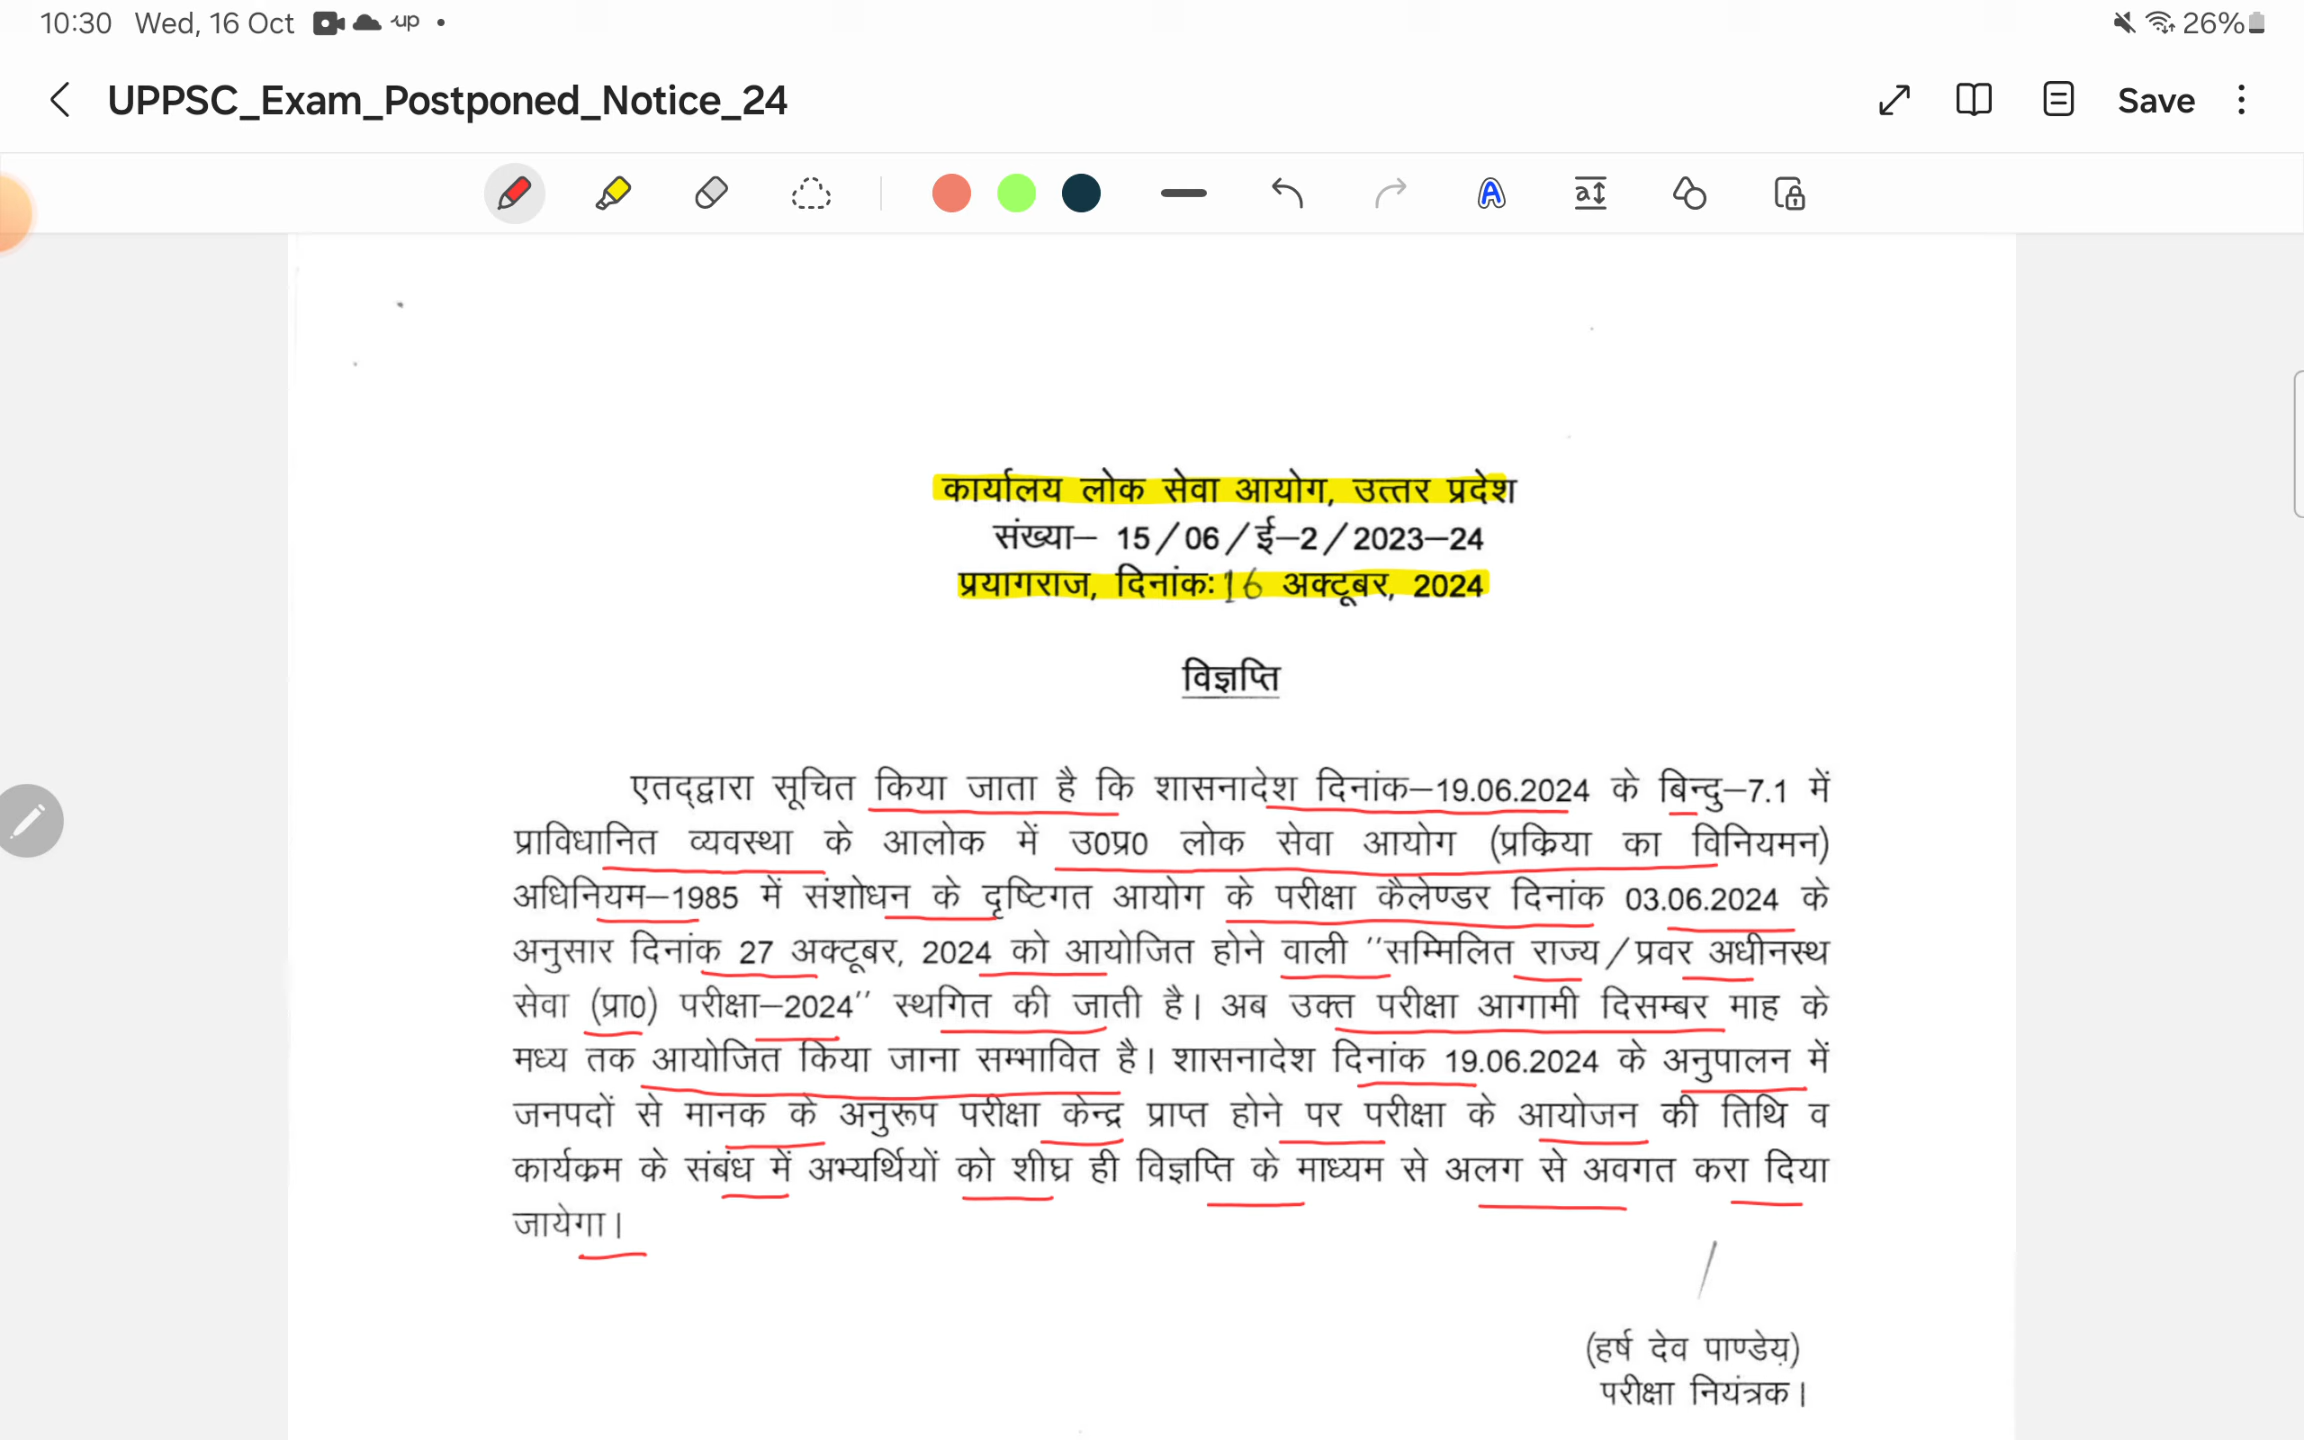 10:30 Wed, 16 Oct up • 26%
UPPSC_Exam_Postponed_Notice_24 Save
कार्यालय लोक सेवा आयोग, उत्तर प्रदेश
संख्या– 15/06/ई–2/2023–24
प्रयागराज, दिनांक: 16 अक्टूबर, 2024
विज्ञप्ति
एतद्द्वारा सूचित किया जाता है कि शासनादेश दिनांक–19.06.2024 के बिन्दु–7.1 में
प्राविधानित व्यवस्था के आलोक में उ0प्र0 लोक सेवा आयोग (प्रक्रिया का विनियमन)
अधिनियम–1985 में संशोधन के दृष्टिगत आयोग के परीक्षा कैलेण्डर दिनांक 03.06.2024 के
अनुसार दिनांक 27 अक्टूबर, 2024 को आयोजित होने वाली ''सम्मिलित राज्य/प्रवर अधीनस्थ
सेवा (प्रा0) परीक्षा–2024'' स्थगित की जाती है। अब उक्त परीक्षा आगामी दिसम्बर माह के
मध्य तक आयोजित किया जाना सम्भावित है। शासनादेश दिनांक 19.06.2024 के अनुपालन में
जनपदों से मानक के अनुरूप परीक्षा केन्द्र प्राप्त होने पर परीक्षा के आयोजन की तिथि व
कार्यक्रम के संबंध में अभ्यर्थियों को शीघ्र ही विज्ञप्ति के माध्यम से अलग से अवगत करा दिया
जायेगा।
(हर्ष देव पाण्डेय)
परीक्षा नियंत्रक।